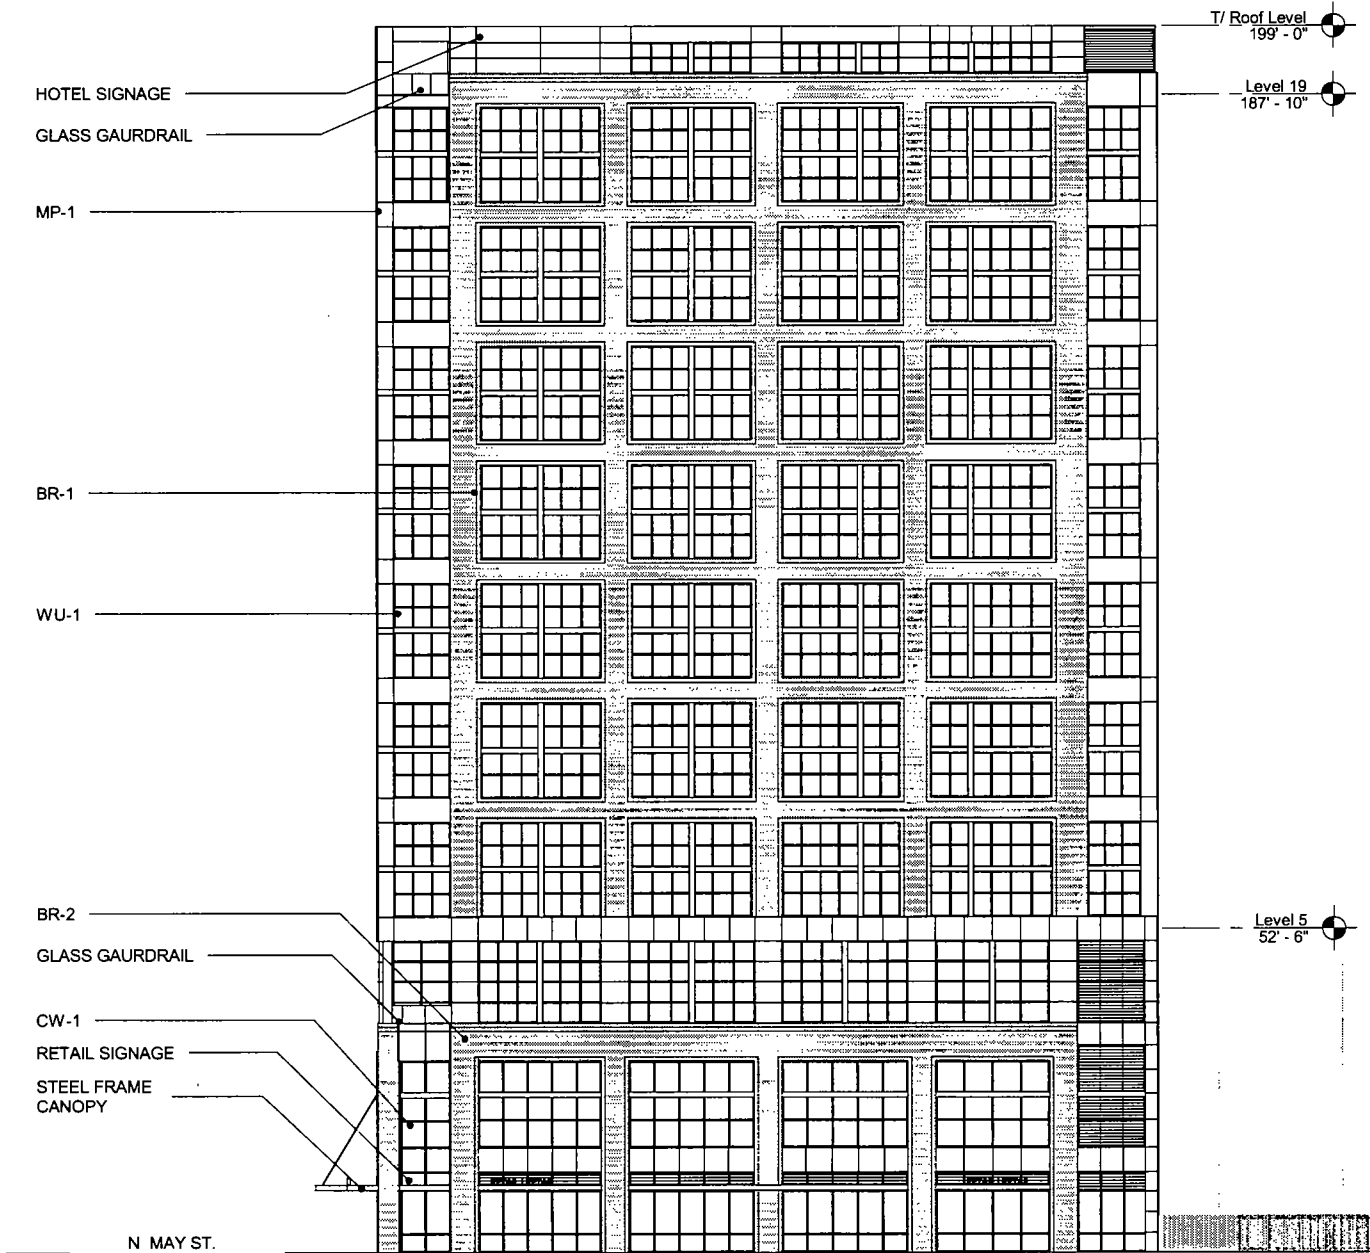 T/ Roof Level
199' - 0"
HOTEL SIGNAGE
Level 19
187' - 10"
GLASS GAURDRAIL
MP-1
BR-1
WU-1
BR-2
Level 5
52' - 6"
GLASS GAURDRAIL
CW-1
RETAIL SIGNAGE
STEEL FRAME
CANOPY
N MAY ST.